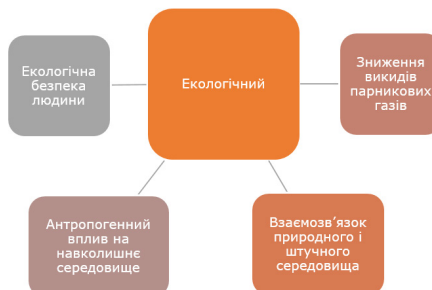 Екологічна
безпека
людини
Екологічний
Зниження
викидів
парникових
газів
Антропогенний
вплив на
навколишнє
середовище
Взаємозв’язок
природного і
штучного
середовища